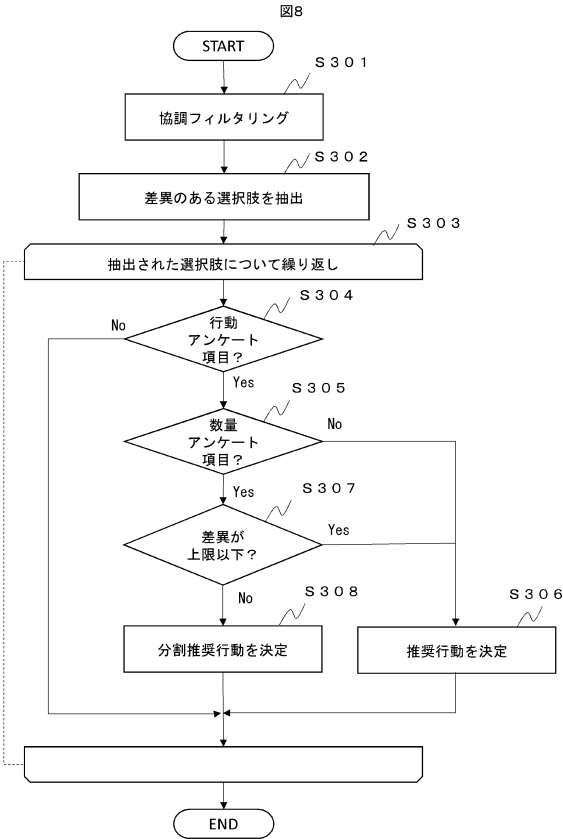 図8
START
S301
協調フィルタリング
S302
差異のある選択肢を抽出
S303
抽出された選択肢について繰り返し
S304
行動
アンケート
項目？
No
Yes
S305
数量
アンケート
項目？
No
Yes
S307
差異が
上限以下？
Yes
No
S308
分割推奨行動を決定
S306
推奨行動を決定
END